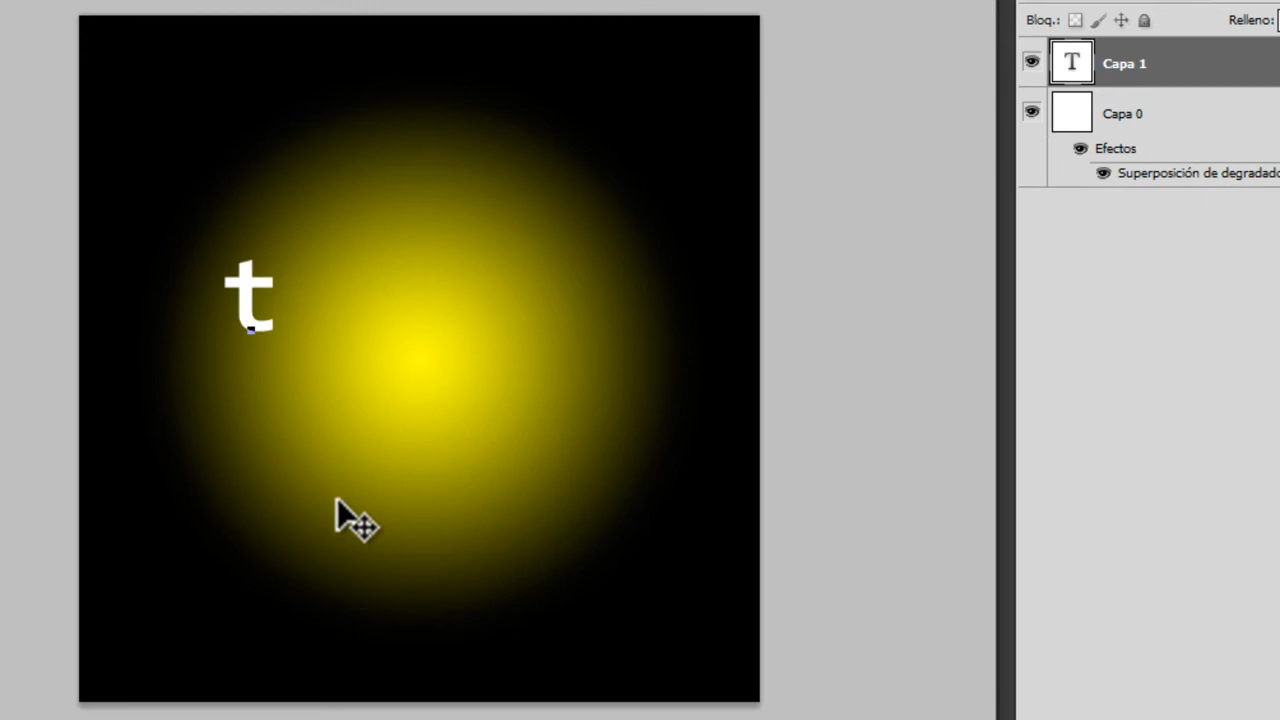 Bloq.: Relleno:
T Capa 1
Capa 0
Efectos
Superposición de degradado
t